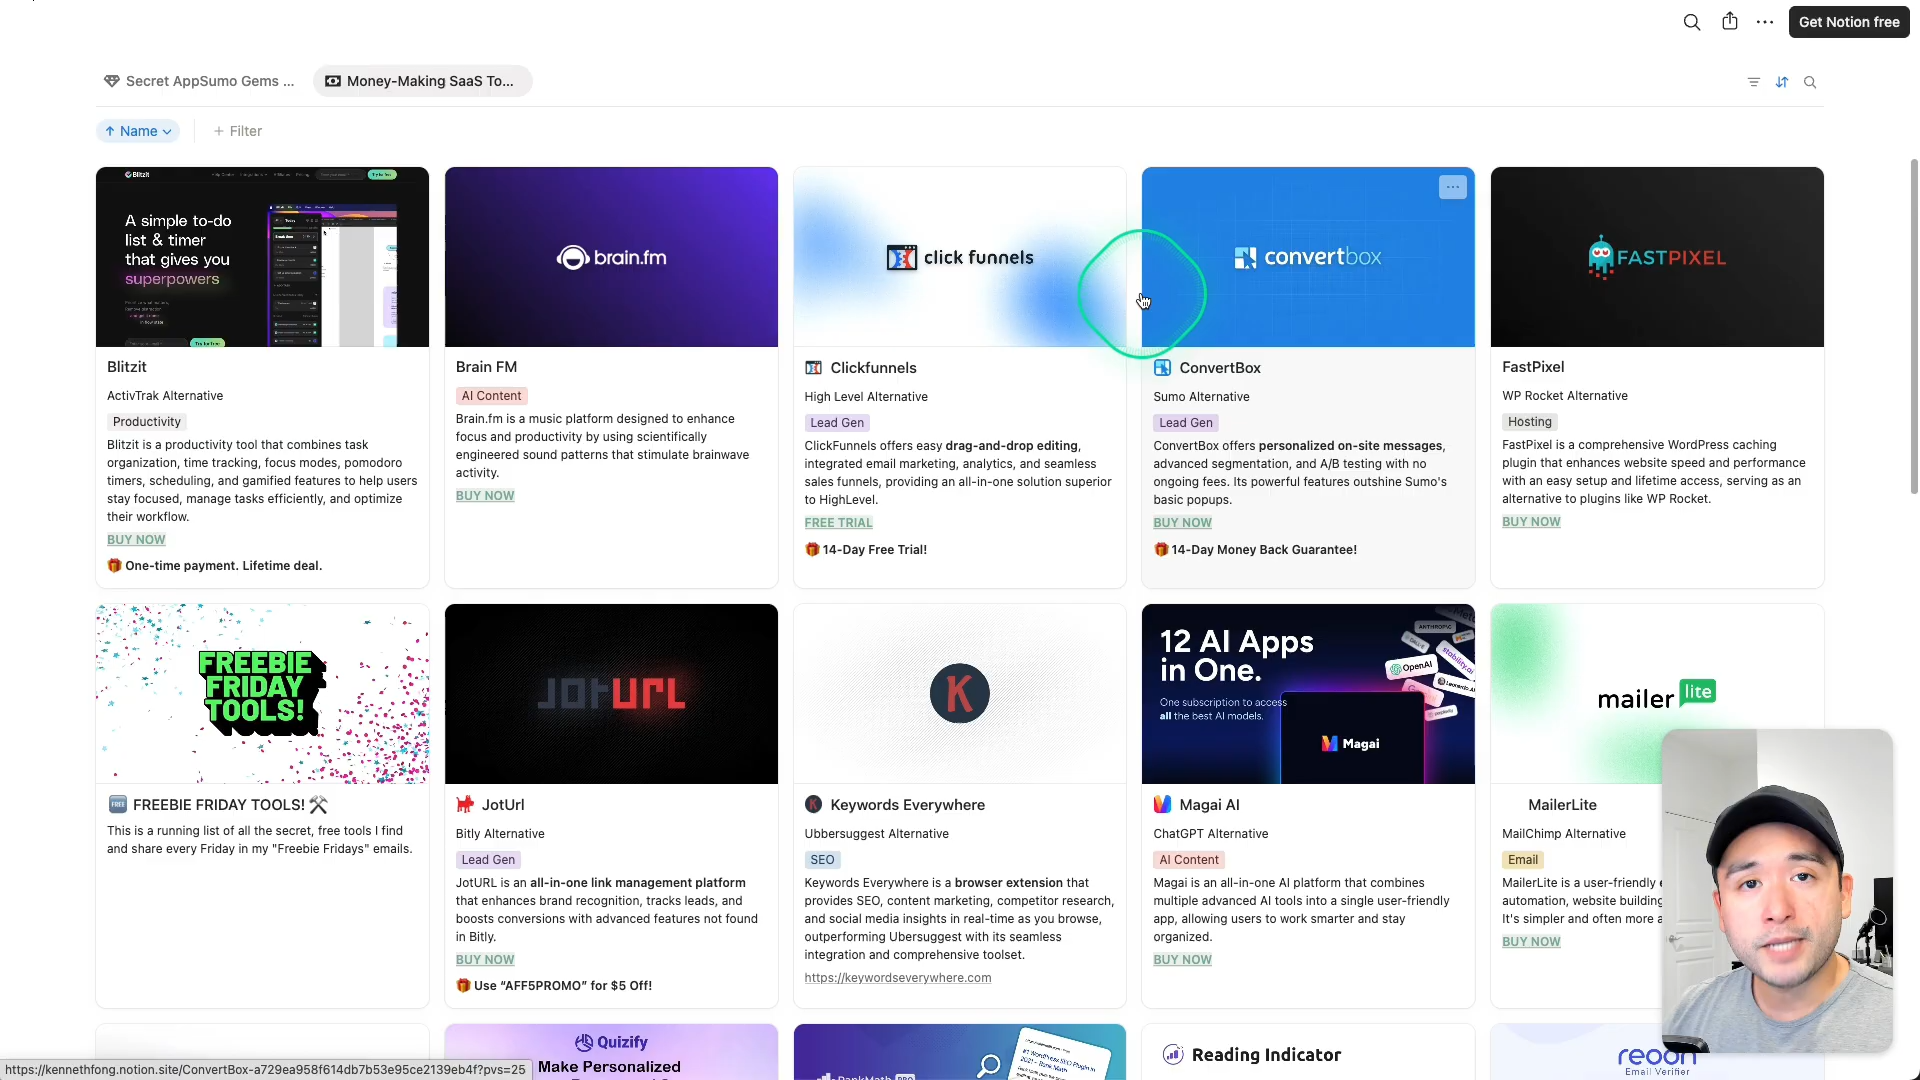 Get Notion free
Secret AppSumo Gems ...
Money-Making SaaS To...
Name
+ Filter
Blitzit
A simple to-do
list & timer
that gives you
superpowers
brain.fm
click funnels
convertbox
FASTPIXEL
Blitzit
ActivTrak Alternative
Productivity
Blitzit is a productivity tool that combines task
organization, time tracking, focus modes, pomodoro
timers, scheduling, and gamified features to help users
stay focused, manage tasks efficiently, and optimize
their workflow.
BUY NOW
🎁 One-time payment. Lifetime deal.
Brain FM
AI Content
Brain.fm is a music platform designed to enhance
focus and productivity by using scientifically
engineered sound patterns that stimulate brainwave
activity.
BUY NOW
Clickfunnels
High Level Alternative
Lead Gen
ClickFunnels offers easy drag-and-drop editing,
integrated email marketing, analytics, and seamless
sales funnels, providing an all-in-one solution superior
to HighLevel.
FREE TRIAL
🎁 14-Day Free Trial!
ConvertBox
Sumo Alternative
Lead Gen
ConvertBox offers personalized on-site messages,
advanced segmentation, and A/B testing with no
ongoing fees. Its powerful features outshine Sumo's
basic popups.
BUY NOW
🎁 14-Day Money Back Guarantee!
FastPixel
WP Rocket Alternative
Hosting
FastPixel is a comprehensive WordPress caching
plugin that enhances website speed and performance
with an easy setup and lifetime access, serving as an
alternative to plugins like WP Rocket.
BUY NOW
FREEBIE
FRIDAY
TOOLS!
JotUrl
K
12 AI Apps
in One.
One subscription to access
all the best AI models.
ANTHROP\C
OpenAI
stability.ai
Magai
mailer lite
FREE FREEBIE FRIDAY TOOLS!
This is a running list of all the secret, free tools I find
and share every Friday in my "Freebie Fridays" emails.
JotUrl
Bitly Alternative
Lead Gen
JotURL is an all-in-one link management platform
that enhances brand recognition, tracks leads, and
boosts conversions with advanced features not found
in Bitly.
BUY NOW
🎁 Use “AFF5PROMO” for $5 Off!
Keywords Everywhere
Ubbersuggest Alternative
SEO
Keywords Everywhere is a browser extension that
provides SEO, content marketing, competitor research,
and social media insights in real-time as you browse,
outperforming Ubersuggest with its seamless
integration and comprehensive toolset.
https://keywordseverywhere.com
Magai AI
ChatGPT Alternative
AI Content
Magai is an all-in-one AI platform that combines
multiple advanced AI tools into a single user-friendly
app, allowing users to work smarter and stay
organized.
BUY NOW
MailerLite
MailChimp Alternative
Email
MailerLite is a user-friendly
automation, website building
It's simpler and often more a
BUY NOW
Quizify
Make Personalized
#1 WordPress SEO Plugin in
RankMath PRO
Reading Indicator
reoon
Email Verifier
https://kennethfong.notion.site/ConvertBox-a729ea958f614db7b53e95ce2139eb4f?pvs=25